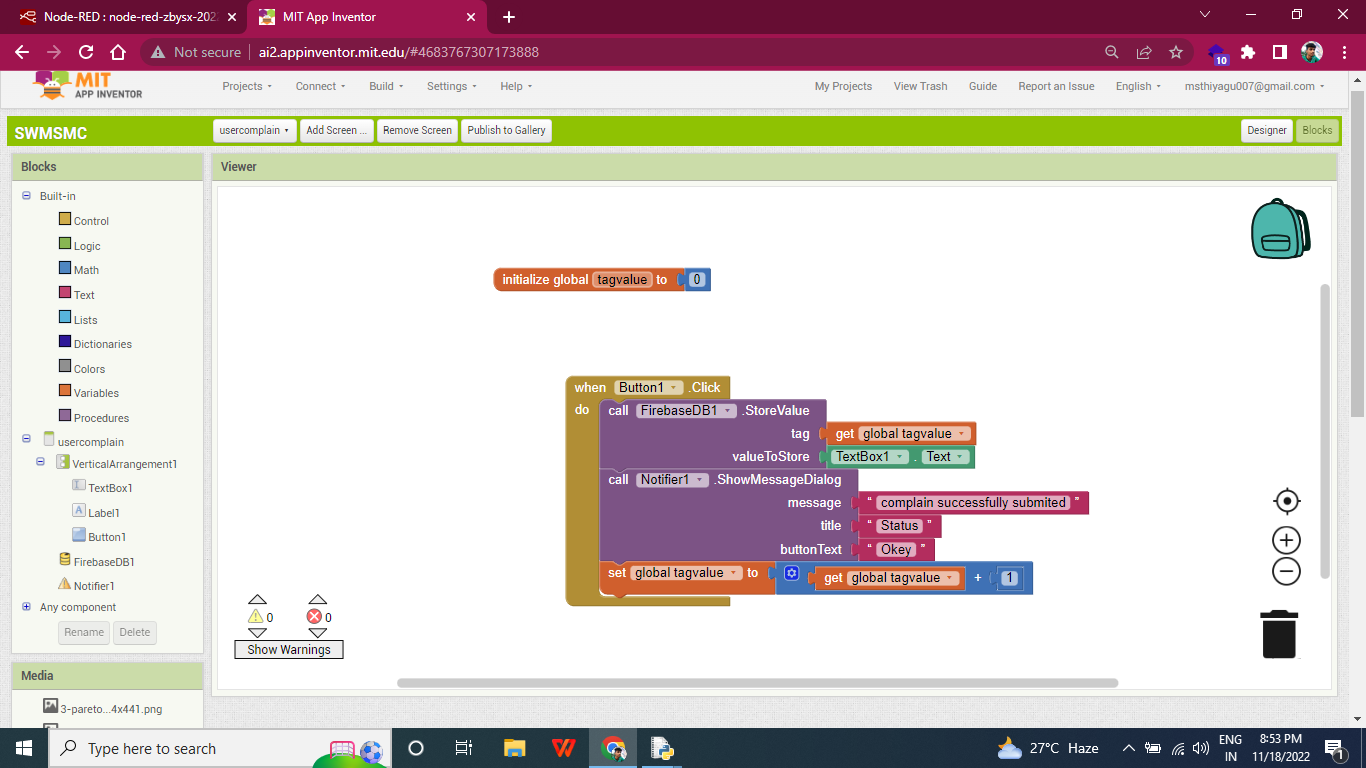 Node-RED : node-red-zbysx-202
MIT App Inventor
Not secure
ai2.appinventor.mit.edu/#4683767307173888
10
MIT
APP INVENTOR
Projects
Connect
Build
Settings
Help
My Projects
View Trash
Guide
Report an Issue
English
msthiyagu007@gmail.com
SWMSMC
usercomplain
Add Screen ...
Remove Screen
Publish to Gallery
Designer
Blocks
Blocks
Viewer
Built-in
Control
Logic
Math
Text
Lists
Dictionaries
Colors
Variables
Procedures
usercomplain
VerticalArrangement1
TextBox1
Label1
Button1
FirebaseDB1
Notifier1
Any component
Rename
Delete
Media
3-pareto...4x441.png
initialize global tagvalue to 0
when Button1 .Click
do call FirebaseDB1 .StoreValue
tag get global tagvalue
valueToStore TextBox1 . Text
call Notifier1 .ShowMessageDialog
message " complain successfully submited "
title " Status "
buttonText " Okey "
set global tagvalue to get global tagvalue + 1
0
0
Show Warnings
Type here to search
W
27°C Haze
ENG
IN
8:53 PM
11/18/2022
1